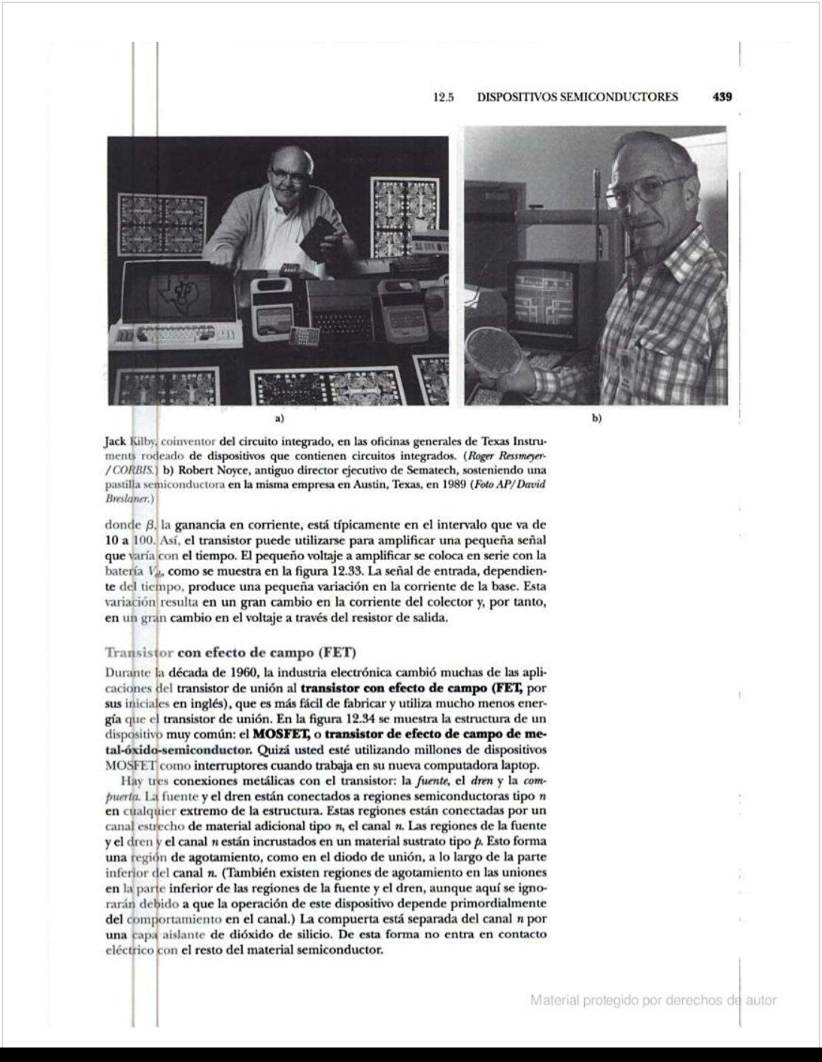 12.5 DISPOSITIVOS SEMICONDUCTORES 439
a) b)
Jack Kilby, coinventor del circuito integrado, en las oficinas generales de Texas Instru-
ments rodeado de dispositivos que contienen circuitos integrados. (Roger Ressmeyer-
/CORBIS.) b) Robert Noyce, antiguo director ejecutivo de Sematech, sosteniendo una
pastilla semiconductora en la misma empresa en Austin, Texas, en 1989 (Foto AP/David
Breslauer.)
donde β, la ganancia en corriente, está típicamente en el intervalo que va de
10 a 100. Así, el transistor puede utilizarse para amplificar una pequeña señal
que varía con el tiempo. El pequeño voltaje a amplificar se coloca en serie con la
batería V_eb, como se muestra en la figura 12.33. La señal de entrada, dependien-
te del tiempo, produce una pequeña variación en la corriente de la base. Esta
variación resulta en un gran cambio en la corriente del colector y, por tanto,
en un gran cambio en el voltaje a través del resistor de salida.
Transistor con efecto de campo (FET)
Durante la década de 1960, la industria electrónica cambió muchas de las apli-
caciones del transistor de unión al transistor con efecto de campo (FET, por
sus iniciales en inglés), que es más fácil de fabricar y utiliza mucho menos ener-
gía que el transistor de unión. En la figura 12.34 se muestra la estructura de un
dispositivo muy común: el MOSFET, o transistor de efecto de campo de me-
tal-óxido-semiconductor. Quizá usted esté utilizando millones de dispositivos
MOSFET como interruptores cuando trabaja en su nueva computadora laptop.
Hay tres conexiones metálicas con el transistor: la fuente, el dren y la com-
puerta. La fuente y el dren están conectados a regiones semiconductoras tipo n
en cualquier extremo de la estructura. Estas regiones están conectadas por un
canal estrecho de material adicional tipo n, el canal n. Las regiones de la fuente
y el dren y el canal n están incrustados en un material sustrato tipo p. Esto forma
una región de agotamiento, como en el diodo de unión, a lo largo de la parte
inferior del canal n. (También existen regiones de agotamiento en las uniones
en la parte inferior de las regiones de la fuente y el dren, aunque aquí se igno-
rarán debido a que la operación de este dispositivo depende primordialmente
del comportamiento en el canal.) La compuerta está separada del canal n por
una capa aislante de dióxido de silicio. De esta forma no entra en contacto
eléctrico con el resto del material semiconductor.
Material protegido por derechos de autor